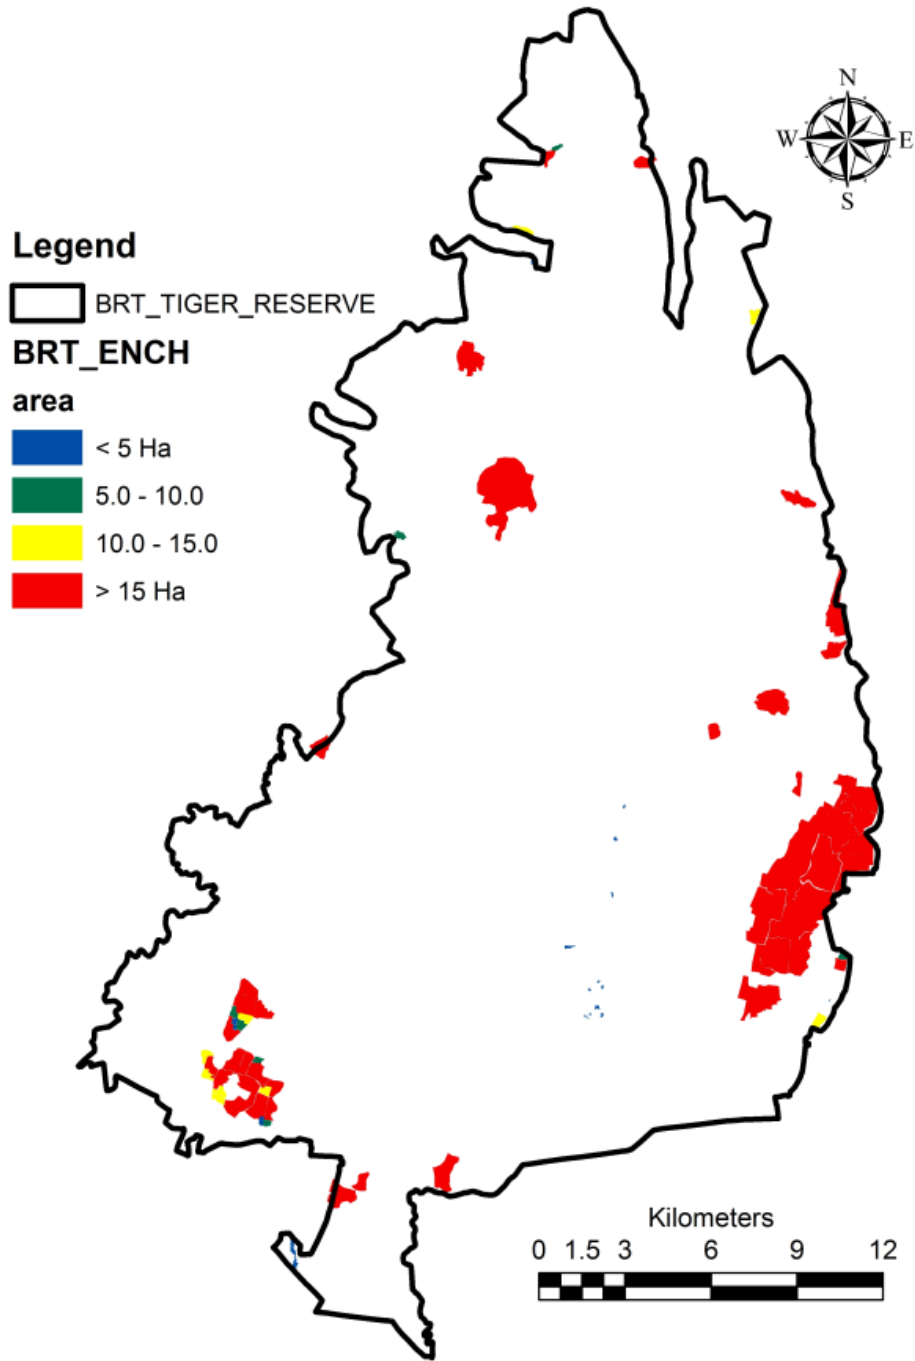 N
W E
S
Legend
BRT_TIGER_RESERVE
BRT_ENCH
area
< 5 Ha
5.0 - 10.0
10.0 - 15.0
> 15 Ha
Kilometers
0 1.5 3 6 9 12